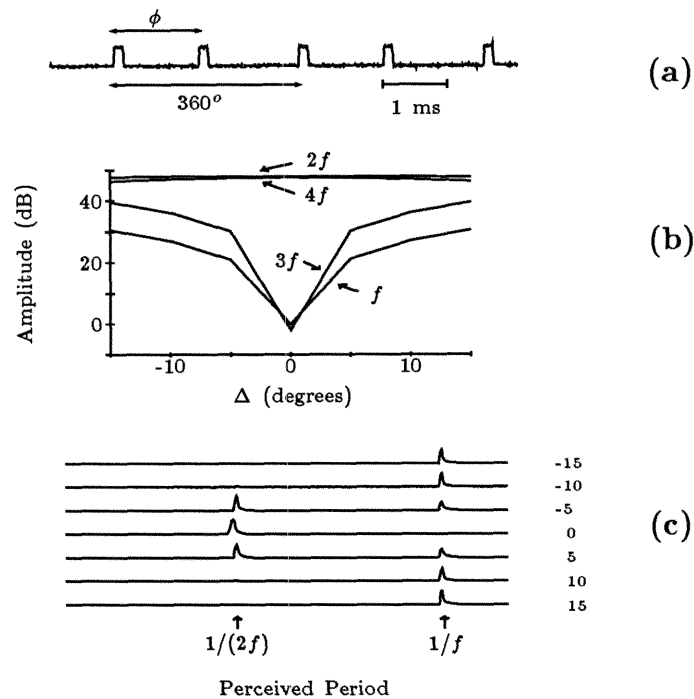 ϕ
(a)
360°
1 ms
Amplitude (dB)
40
20
0
2f
4f
3f
f
(b)
-10
0
10
Δ (degrees)
-15
-10
-5
0
5
10
15
(c)
1/(2f)
1/f
Perceived Period